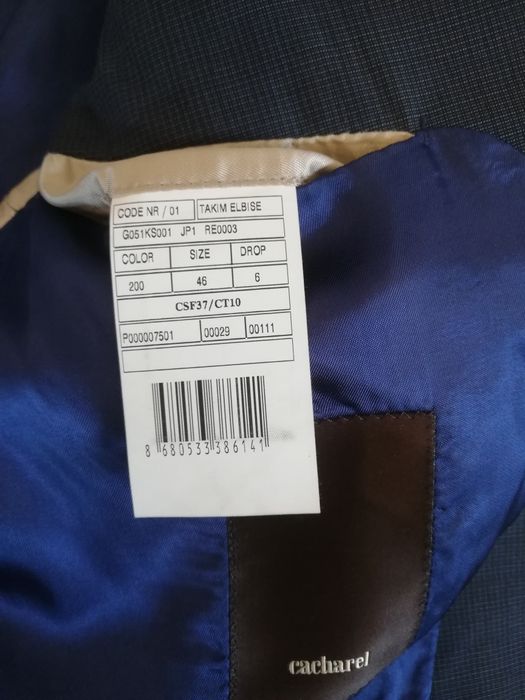 CODE NR / 01 TAKIM ELBISE
G051KS001 JP1 RE0003
COLOR SIZE DROP
200 46 6
CSF37/CT10
P000007501 00029 00111
8 680533 386141
cacharel